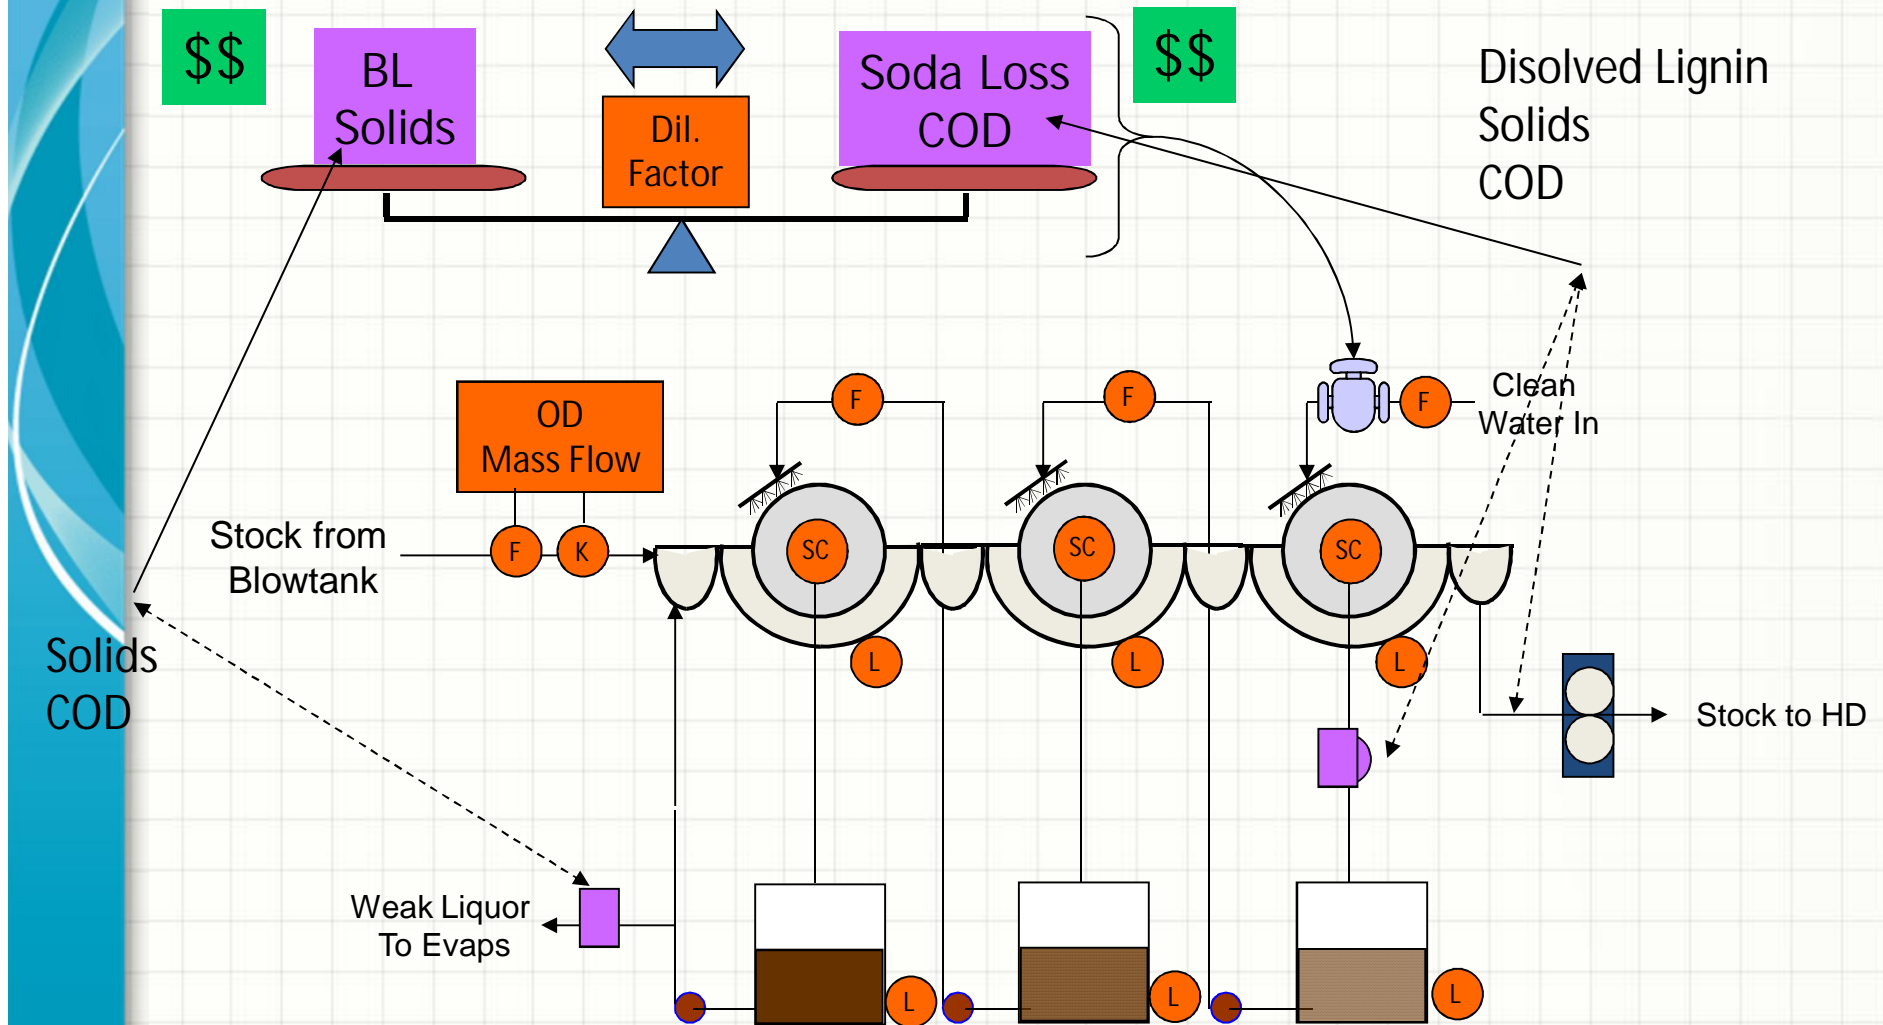 $$
BL
Solids
Dil.
Factor
Soda Loss
COD
$$
Disolved Lignin
Solids
COD
OD
Mass Flow
F
F
F
Clean
Water In
Stock from
Blowtank
F
K
SC
SC
SC
L
L
L
Solids
COD
Stock to HD
Weak Liquor
To Evaps
L
L
L